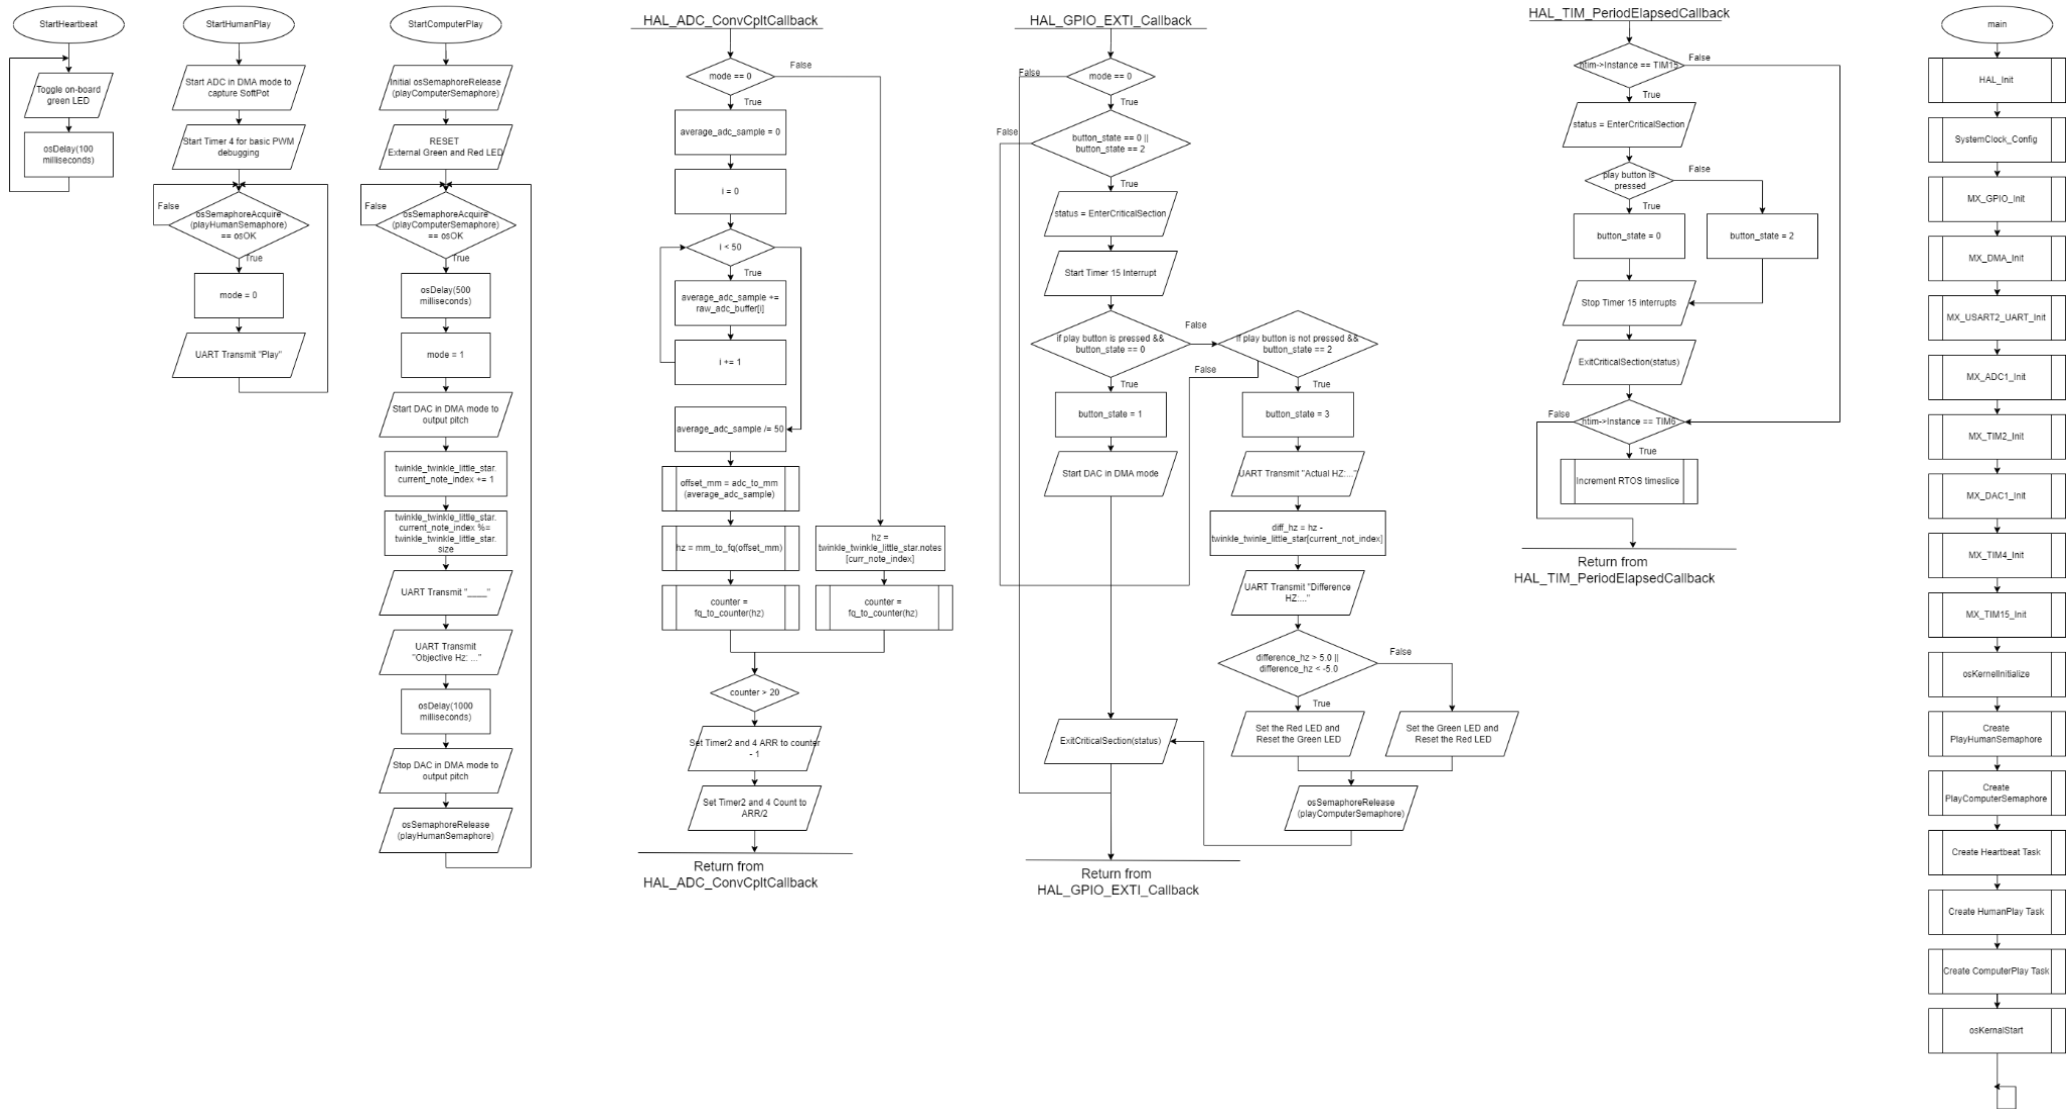 StartHeartbeat
Toggle on-board
green LED
osDelay(100
milliseconds)
StartHumanPlay
Start ADC in DMA mode to
capture SoftPot
Start Timer 4 for basic PWM
debugging
False
osSemaphoreAcquire
(playHumanSemaphore)
== osOK
True
mode = 0
UART Transmit "Play"
StartComputerPlay
Initial osSemaphoreRelease
(playComputerSemaphore)
RESET
External Green and Red LED
False
osSemaphoreAcquire
(playComputerSemaphore)
== osOK
True
osDelay(500
milliseconds)
mode = 1
Start DAC in DMA mode to
output pitch
twinkle_twinkle_little_star.
current_note_index += 1
twinkle_twinkle_little_star.
current_note_index %=
twinkle_twinkle_little_star.
size
UART Transmit "____"
UART Transmit
"Objective Hz: ..."
osDelay(1000
milliseconds)
Stop DAC in DMA mode to
output pitch
osSemaphoreRelease
(playHumanSemaphore)
HAL_ADC_ConvCpltCallback
mode == 0
False
True
average_adc_sample = 0
i = 0
i < 50
True
average_adc_sample +=
raw_adc_buffer[i]
i += 1
average_adc_sample /= 50
offset_mm = adc_to_mm
(average_adc_sample)
hz = mm_to_fq(offset_mm)
counter =
fq_to_counter(hz)
hz =
twinkle_twinkle_little_star.notes
[curr_note_index]
counter =
fq_to_counter(hz)
counter > 20
Set Timer2 and 4 ARR to counter
- 1
Set Timer2 and 4 Count to
ARR/2
Return from
HAL_ADC_ConvCpltCallback
HAL_GPIO_EXTI_Callback
False
mode == 0
True
False
button_state == 0 ||
button_state == 2
True
status = EnterCriticalSection
Start Timer 15 Interrupt
if play button is pressed &&
button_state == 0
False
True
button_state = 1
Start DAC in DMA mode
if play button is not pressed &&
button_state == 2
False
True
button_state = 3
UART Transmit "Actual HZ:..."
diff_hz = hz -
twinkle_twinle_little_star[current_not_index]
UART Transmit "Difference
HZ:..."
difference_hz > 5.0 ||
difference_hz < -5.0
False
True
Set the Red LED and
Reset the Green LED
Set the Green LED and
Reset the Red LED
osSemaphoreRelease
(playComputerSemaphore)
ExitCriticalSection(status)
Return from
HAL_GPIO_EXTI_Callback
HAL_TIM_PeriodElapsedCallback
htim->Instance == TIM15
False
True
status = EnterCriticalSection
play button is
pressed
False
True
button_state = 0
button_state = 2
Stop Timer 15 interrupts
ExitCriticalSection(status)
False
htim->Instance == TIM6
True
Increment RTOS timeslice
Return from
HAL_TIM_PeriodElapsedCallback
main
HAL_Init
SystemClock_Config
MX_GPIO_Init
MX_DMA_Init
MX_USART2_UART_Init
MX_ADC1_Init
MX_TIM2_Init
MX_DAC1_Init
MX_TIM4_Init
MX_TIM15_Init
osKernelInitialize
Create
PlayHumanSemaphore
Create
PlayComputerSemaphore
Create Heartbeat Task
Create HumanPlay Task
Create ComputerPlay Task
osKernalStart